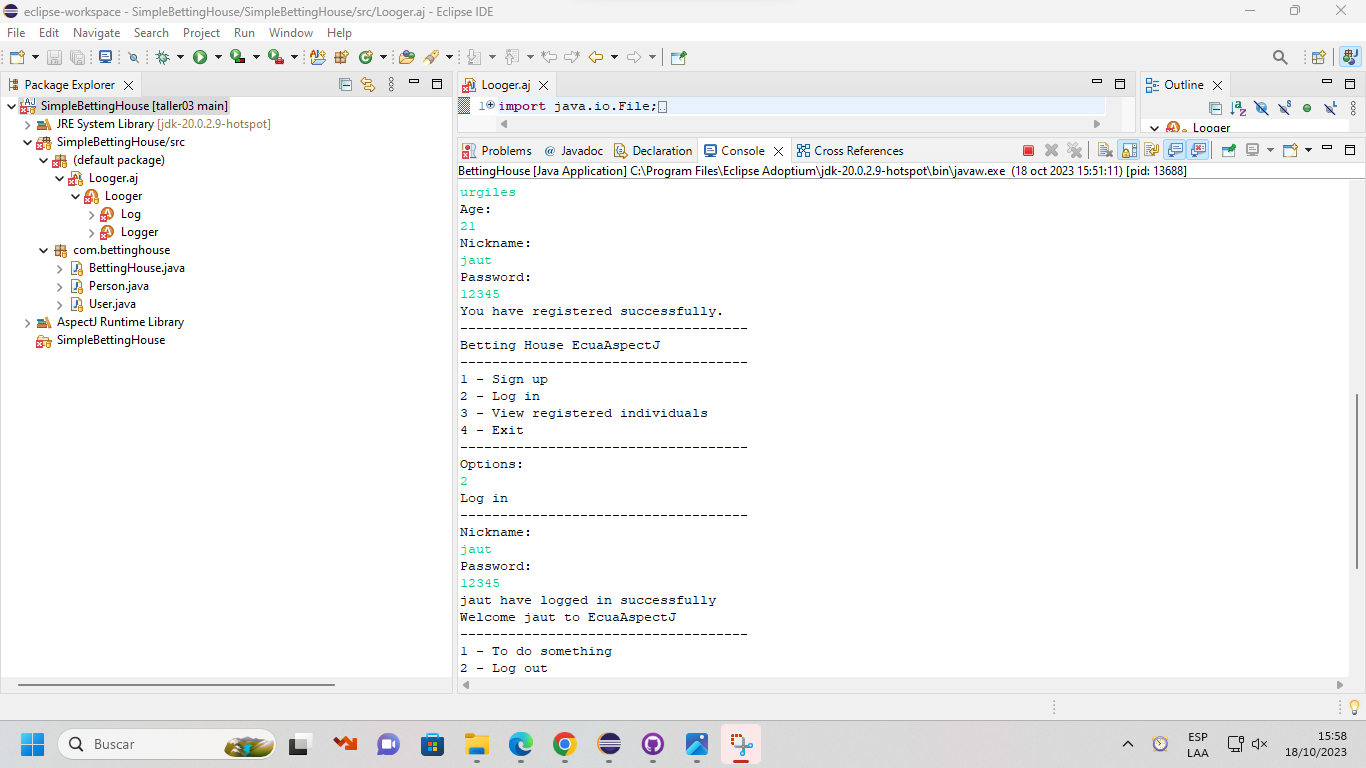 eclipse-workspace - SimpleBettingHouse/SimpleBettingHouse/src/Looger.aj - Eclipse IDE
File Edit Navigate Search Project Run Window Help
Package Explorer
SimpleBettingHouse [taller03 main]
JRE System Library [jdk-20.0.2.9-hotspot]
SimpleBettingHouse/src
(default package)
Looger.aj
Looger
Log
Logger
com.bettinghouse
BettingHouse.java
Person.java
User.java
AspectJ Runtime Library
SimpleBettingHouse
Looger.aj
1 import java.io.File;
Outline
Looger
Problems Javadoc Declaration Console Cross References
BettingHouse [Java Application] C:\Program Files\Eclipse Adoptium\jdk-20.0.2.9-hotspot\bin\javaw.exe (18 oct 2023 15:51:11) [pid: 13688]
urgiles
Age:
21
Nickname:
jaut
Password:
12345
You have registered successfully.
------------------------------------
Betting House EcuaAspectJ
------------------------------------
1 - Sign up
2 - Log in
3 - View registered individuals
4 - Exit
------------------------------------
Options:
2
Log in
------------------------------------
Nickname:
jaut
Password:
12345
jaut have logged in successfully
Welcome jaut to EcuaAspectJ
------------------------------------
1 - To do something
2 - Log out
Buscar
ESP
LAA
15:58
18/10/2023